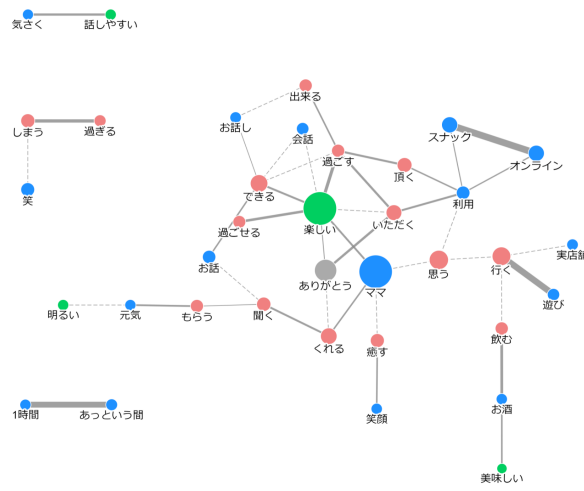 気さく
話しやすい
出来る
しまう
過ぎる
お話し
会話
スナック
過ごす
オンライン
頂く
笑
できる
利用
過ごせる
楽しい
いただく
お話
実店舗
ありがとう
ママ
思う
行く
明るい
元気
もらう
聞く
遊び
くれる
癒す
飲む
1時間
あっという間
笑顔
お酒
美味しい